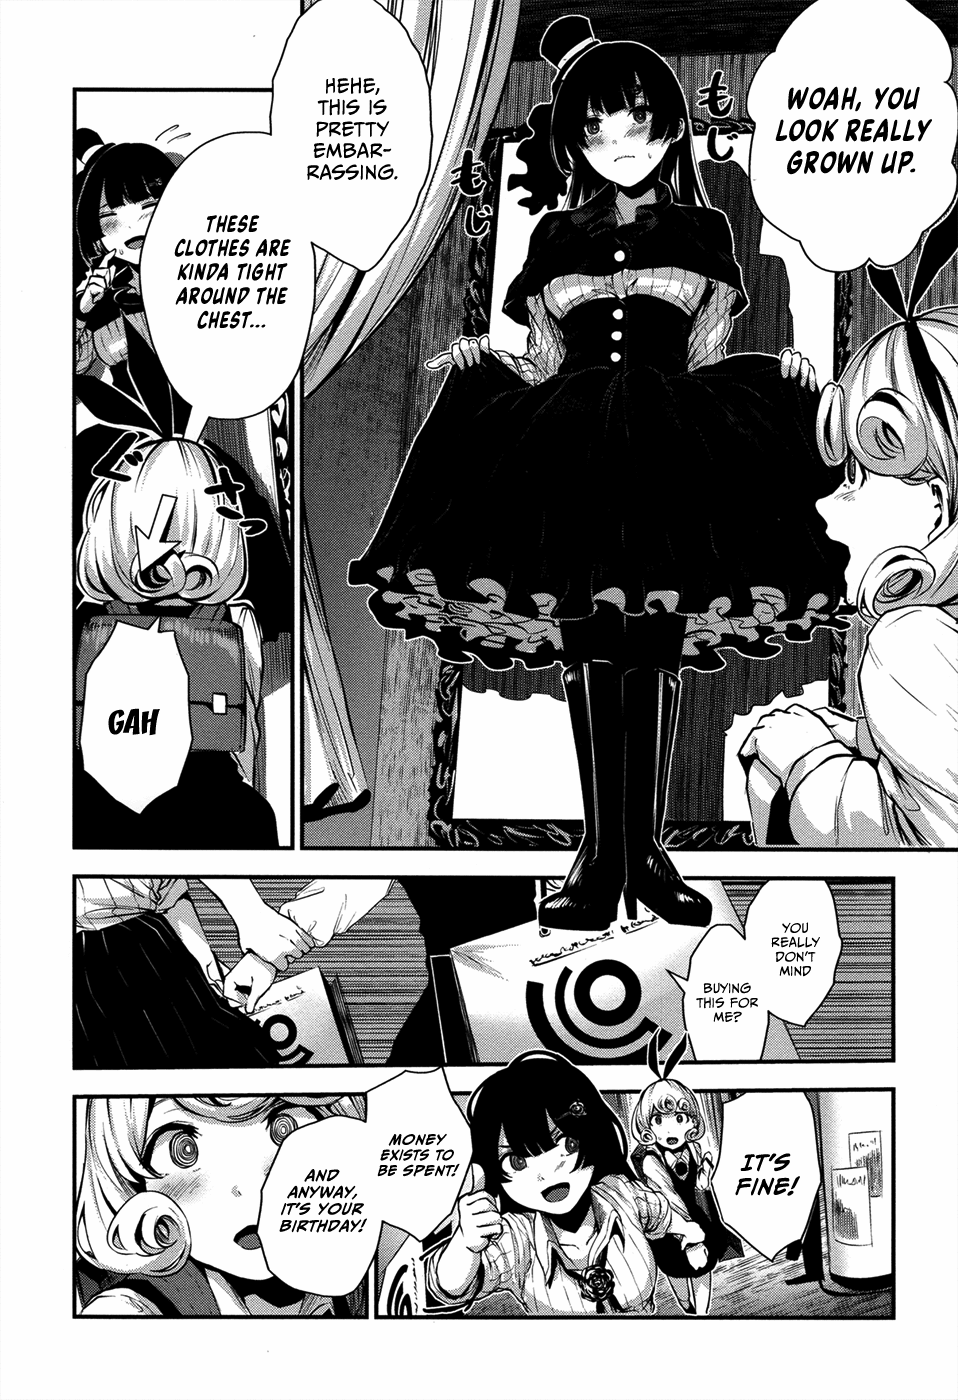 WOAH, YOU
LOOK REALLY
GROWN UP.
もじ
もじ
HEHE,
THIS IS
PRETTY
EMBAR-
RASSING.
THESE
CLOTHES ARE
KINDA TIGHT
AROUND THE
CHEST...
GAH
YOU
REALLY
DON'T
MIND
BUYING
THIS FOR
ME?
IT'S
FINE!
MONEY
EXISTS TO
BE SPENT!
AND
ANYWAY,
IT'S YOUR
BIRTHDAY!